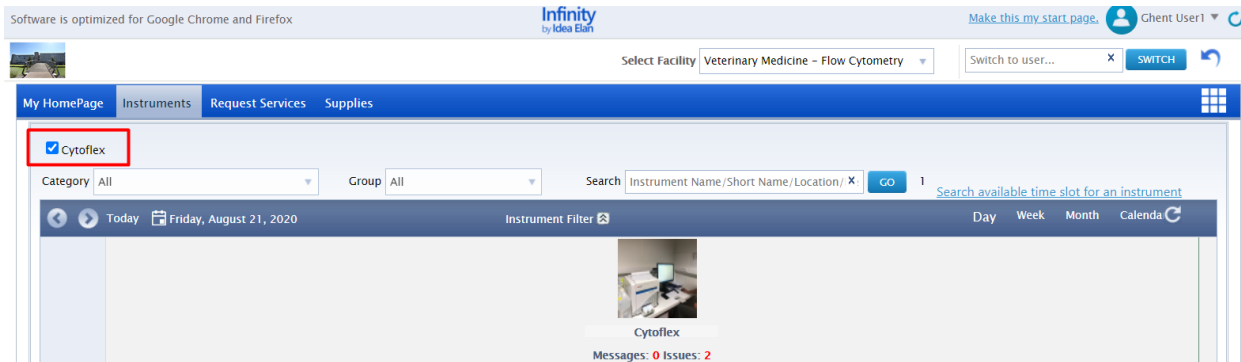 Software is optimized for Google Chrome and Firefox
Infinity
by Idea Elan
Make this my start page.
Ghent User1
Select Facility Veterinary Medicine - Flow Cytometry
Switch to user... x SWITCH
My HomePage Instruments Request Services Supplies
Cytoflex
Category All Group All Search Instrument Name/Short Name/Location/ X GO 1
Search available time slot for an instrument
Today Friday, August 21, 2020 Instrument Filter Day Week Month Calenda
Cytoflex
Messages: 0 Issues: 2